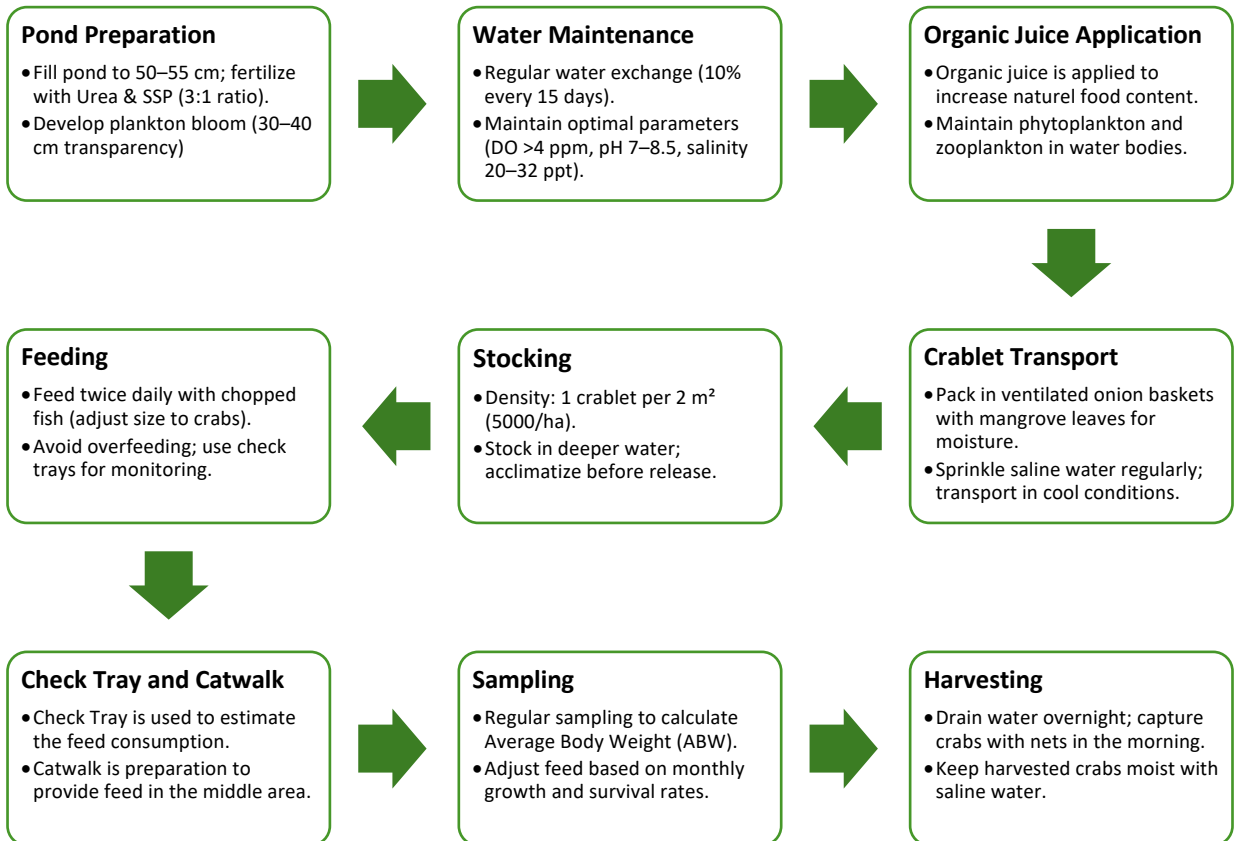 Pond Preparation
•Fill pond to 50–55 cm; fertilize
with Urea & SSP (3:1 ratio).
•Develop plankton bloom (30–40
cm transparency)
Water Maintenance
•Regular water exchange (10%
every 15 days).
•Maintain optimal parameters
(DO >4 ppm, pH 7–8.5, salinity
20–32 ppt).
Organic Juice Application
•Organic juice is applied to
increase naturel food content.
•Maintain phytoplankton and
zooplankton in water bodies.
Crablet Transport
•Pack in ventilated onion baskets
with mangrove leaves for
moisture.
•Sprinkle saline water regularly;
transport in cool conditions.
Stocking
•Density: 1 crablet per 2 m²
(5000/ha).
•Stock in deeper water;
acclimatize before release.
Feeding
•Feed twice daily with chopped
fish (adjust size to crabs).
•Avoid overfeeding; use check
trays for monitoring.
Check Tray and Catwalk
•Check Tray is used to estimate
the feed consumption.
•Catwalk is preparation to
provide feed in the middle area.
Sampling
•Regular sampling to calculate
Average Body Weight (ABW).
•Adjust feed based on monthly
growth and survival rates.
Harvesting
•Drain water overnight; capture
crabs with nets in the morning.
•Keep harvested crabs moist with
saline water.